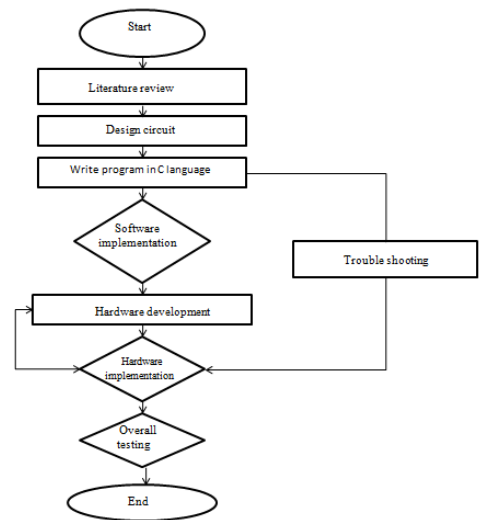 Start
Literature review
Design circuit
Write program in C language
Software
implementation
Trouble shooting
Hardware development
Hardware
implementation
Overall
testing
End